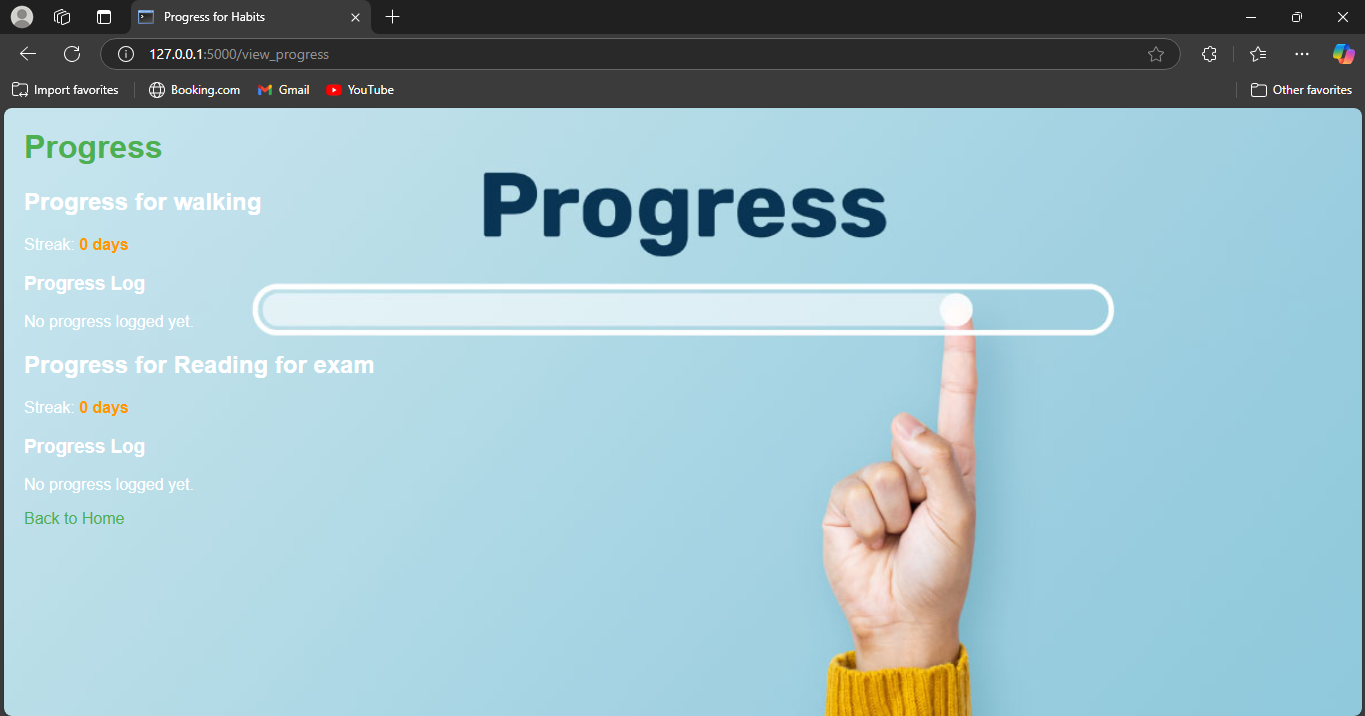 Progress for Habits
127.0.0.1:5000/view_progress
Import favorites
Booking.com
Gmail
YouTube
Other favorites
Progress
Progress
Progress for walking
Streak: 0 days
Progress Log
No progress logged yet.
Progress for Reading for exam
Streak: 0 days
Progress Log
No progress logged yet.
Back to Home